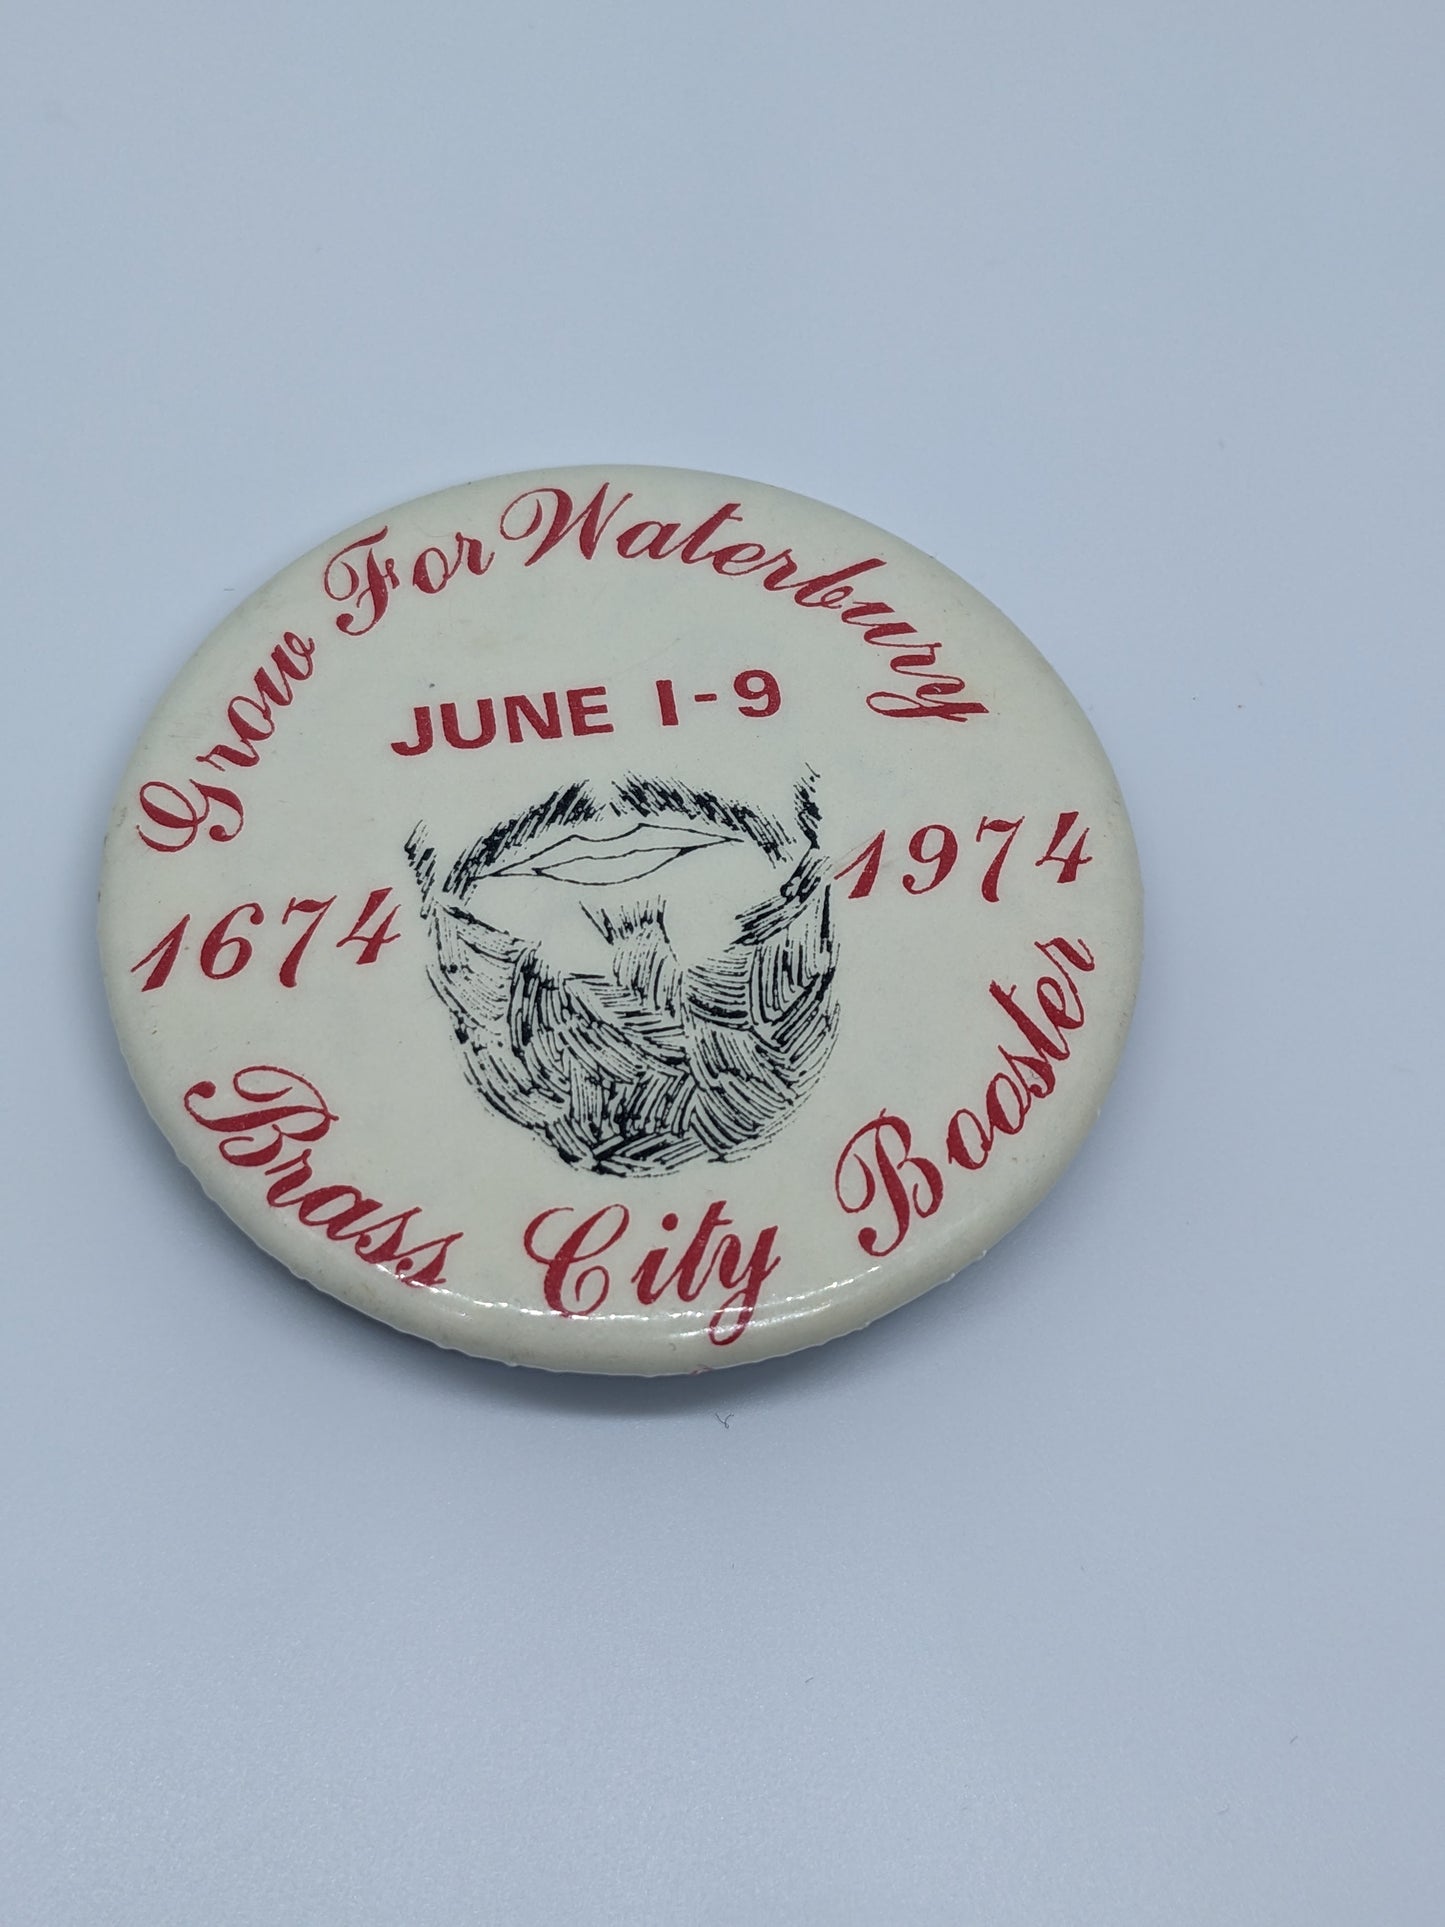 Grow For Waterbury
JUNE 1-9
1674
1974
Brass City Booster